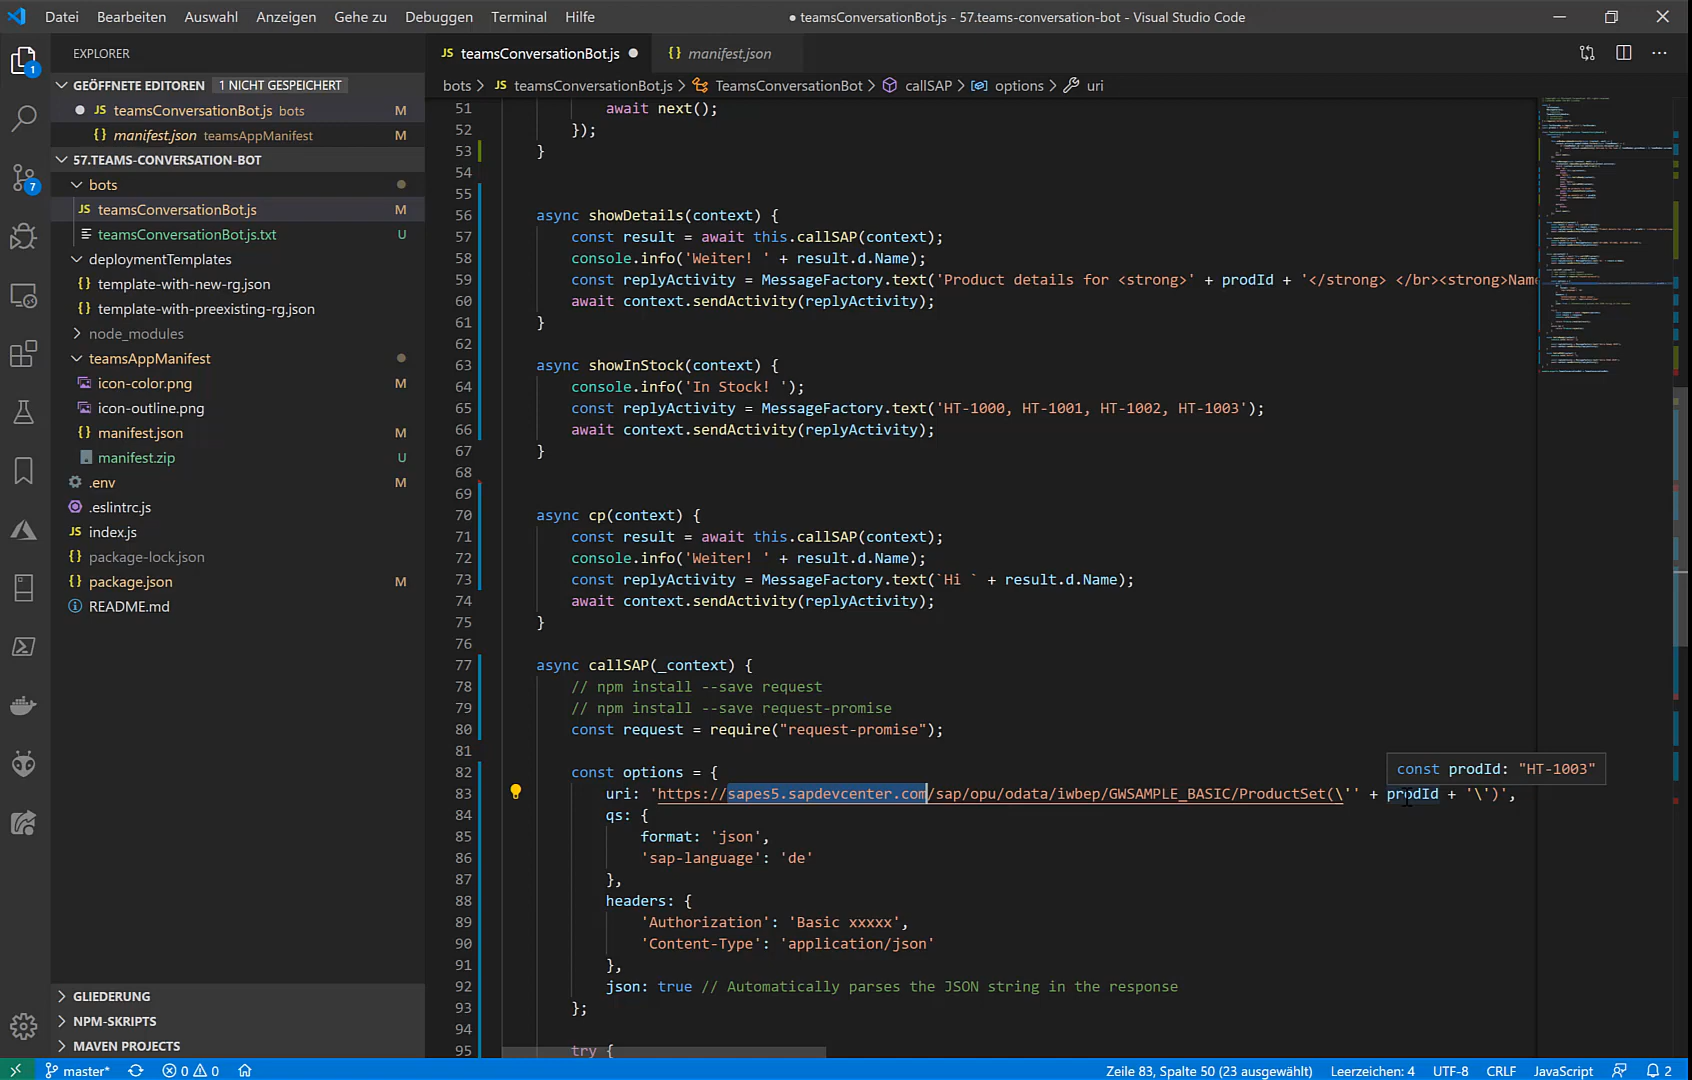 Datei Bearbeiten Auswahl Anzeigen Gehe zu Debuggen Terminal Hilfe
● teamsConversationBot.js - 57.teams-conversation-bot - Visual Studio Code
EXPLORER
GEÖFFNETE EDITOREN 1 NICHT GESPEICHERT
JS teamsConversationBot.js bots M
{} manifest.json teamsAppManifest M
57.TEAMS-CONVERSATION-BOT
bots
JS teamsConversationBot.js M
teamsConversationBot.js.txt U
deploymentTemplates
{} template-with-new-rg.json
{} template-with-preexisting-rg.json
node_modules
teamsAppManifest
icon-color.png M
icon-outline.png
{} manifest.json M
manifest.zip U
.env M
.eslintrc.js
JS index.js
{} package-lock.json
{} package.json M
README.md
GLIEDERUNG
NPM-SKRIPTS
MAVEN PROJECTS
1
7
JS teamsConversationBot.js ●
{} manifest.json
bots > JS teamsConversationBot.js > TeamsConversationBot > callSAP > options > uri
51 await next();
52 });
53 }
54
55
56 async showDetails(context) {
57 const result = await this.callSAP(context);
58 console.info('Weiter! ' + result.d.Name);
59 const replyActivity = MessageFactory.text('Product details for <strong>' + prodId + '</strong> </br><strong>Name
60 await context.sendActivity(replyActivity);
61 }
62
63 async showInStock(context) {
64 console.info('In Stock! ');
65 const replyActivity = MessageFactory.text('HT-1000, HT-1001, HT-1002, HT-1003');
66 await context.sendActivity(replyActivity);
67 }
68
69
70 async cp(context) {
71 const result = await this.callSAP(context);
72 console.info('Weiter! ' + result.d.Name);
73 const replyActivity = MessageFactory.text(`Hi ` + result.d.Name);
74 await context.sendActivity(replyActivity);
75 }
76
77 async callSAP(_context) {
78 // npm install --save request
79 // npm install --save request-promise
80 const request = require("request-promise");
81
82 const options = {
const prodId: "HT-1003"
83 uri: 'https://sapes5.sapdevcenter.com/sap/opu/odata/iwbep/GWSAMPLE_BASIC/ProductSet(\'' + prodId + '\')',
84 qs: {
85 format: 'json',
86 'sap-language': 'de'
87 },
88 headers: {
89 'Authorization': 'Basic xxxxx',
90 'Content-Type': 'application/json'
91 },
92 json: true // Automatically parses the JSON string in the response
93 };
94
95 try {
master* 0 0
Zeile 83, Spalte 50 (23 ausgewählt) Leerzeichen: 4 UTF-8 CRLF JavaScript 2